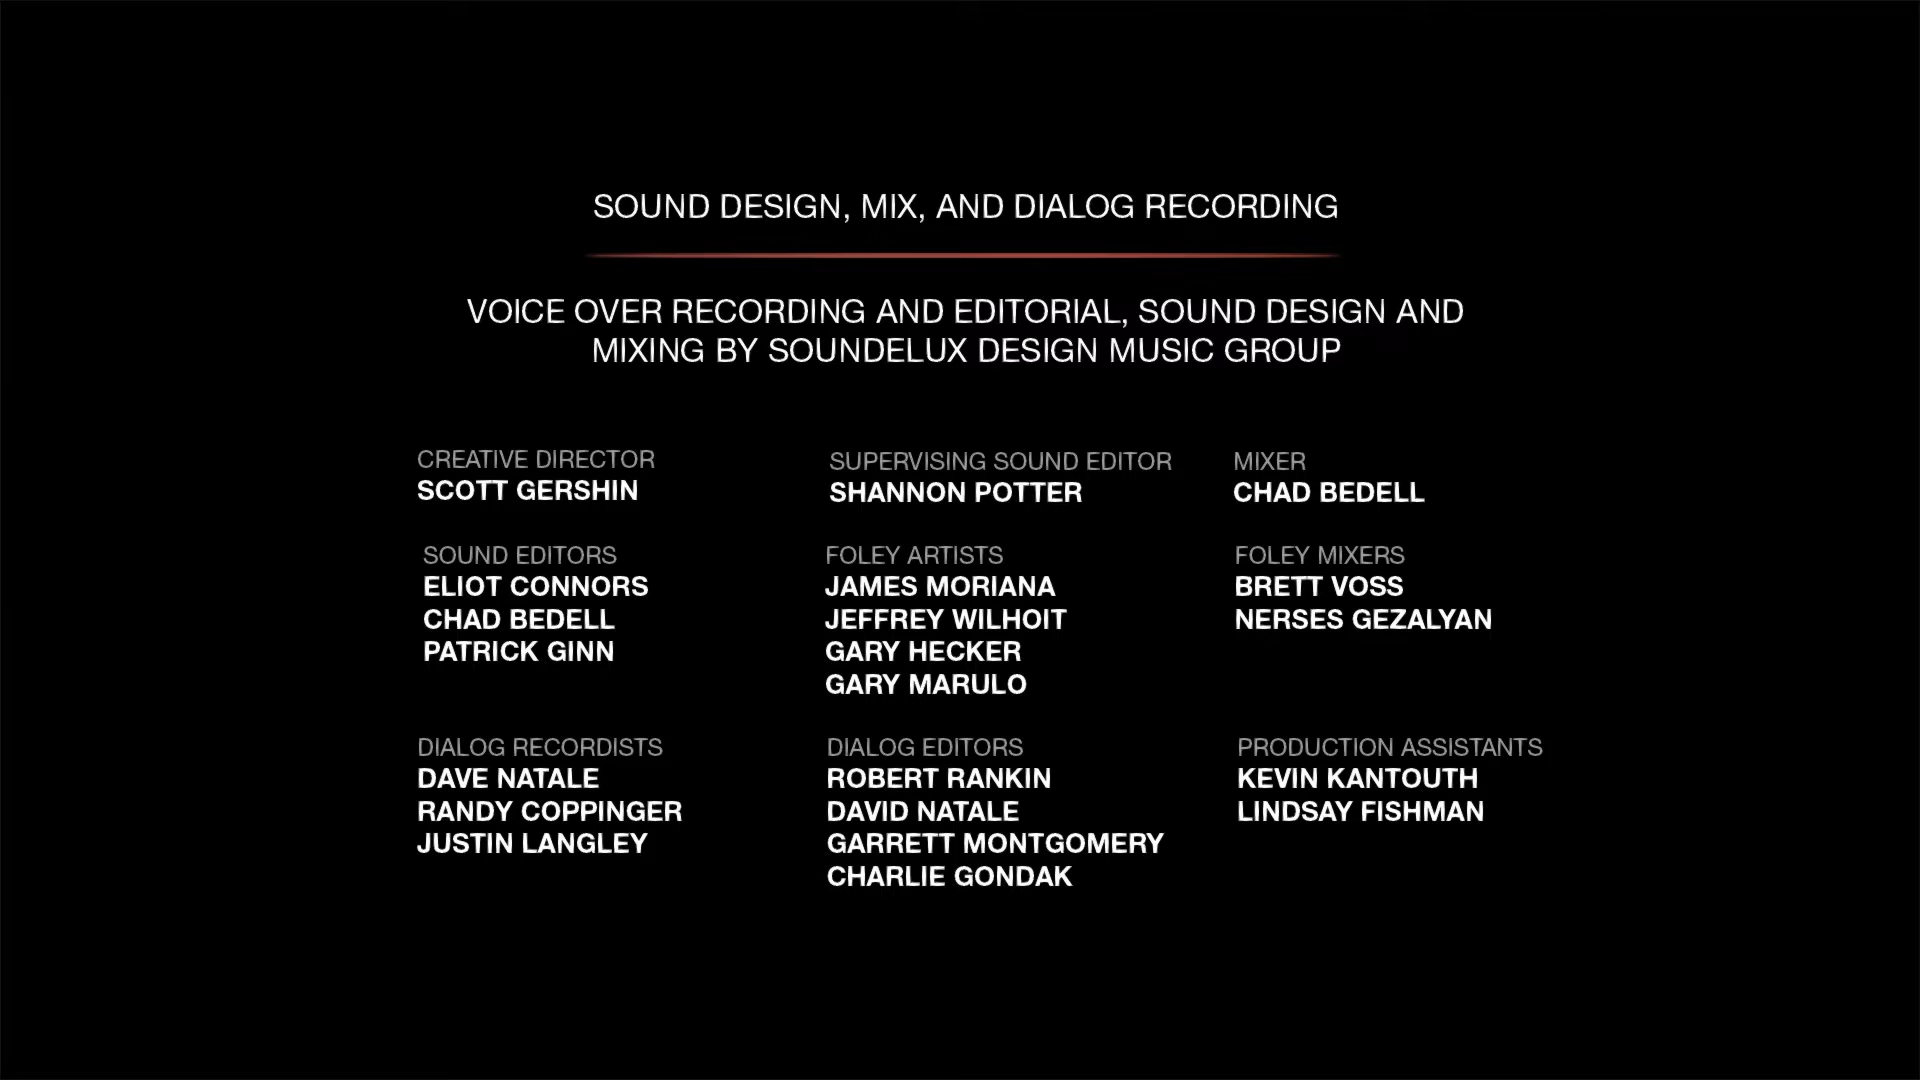 SOUND DESIGN, MIX, AND DIALOG RECORDING
VOICE OVER RECORDING AND EDITORIAL, SOUND DESIGN AND
MIXING BY SOUNDELUX DESIGN MUSIC GROUP
CREATIVE DIRECTOR
SCOTT GERSHIN
SUPERVISING SOUND EDITOR
SHANNON POTTER
MIXER
CHAD BEDELL
SOUND EDITORS
ELIOT CONNORS
CHAD BEDELL
PATRICK GINN
FOLEY ARTISTS
JAMES MORIANA
JEFFREY WILHOIT
GARY HECKER
GARY MARULO
FOLEY MIXERS
BRETT VOSS
NERSES GEZALYAN
DIALOG RECORDISTS
DAVE NATALE
RANDY COPPINGER
JUSTIN LANGLEY
DIALOG EDITORS
ROBERT RANKIN
DAVID NATALE
GARRETT MONTGOMERY
CHARLIE GONDAK
PRODUCTION ASSISTANTS
KEVIN KANTOUTH
LINDSAY FISHMAN